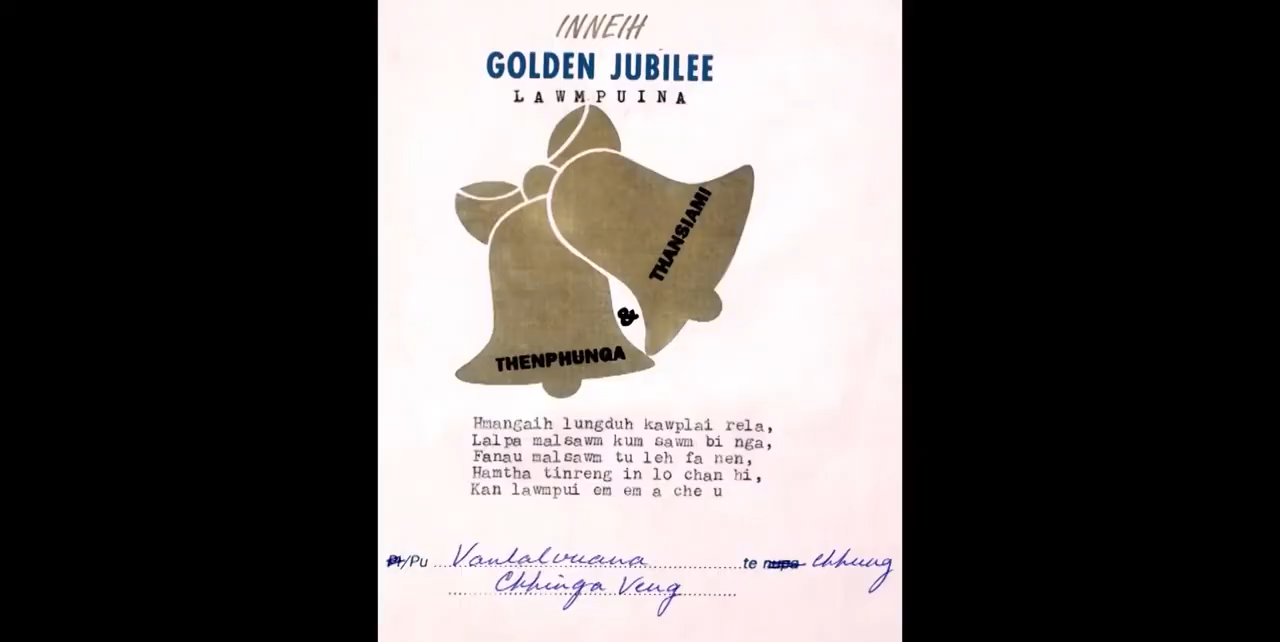 INNEIH
GOLDEN JUBILEE
LAWMPUINA
THANSIAMI
&
THENPHUNGA
Hmangaih lungduh kawplai rela,
Lalpa malsawm kum sawm bi nga,
Fanau malsawm tu leh fa nen,
Hamtha tinreng in lo chan hi,
Kan lawmpui em em a che u
Pi/Pu Vanlalvuana te nupa Chhung
Chhinga Veng